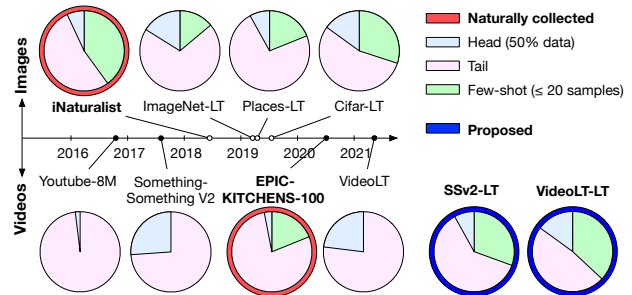 Images
iNaturalist
ImageNet-LT
Places-LT
Cifar-LT
Naturally collected
Head (50% data)
Tail
Few-shot (≤ 20 samples)
Proposed
2016
2017
2018
2019
2020
2021
Videos
Youtube-8M
Something-
Something V2
EPIC-
KITCHENS-100
VideoLT
SSv2-LT
VideoLT-LT